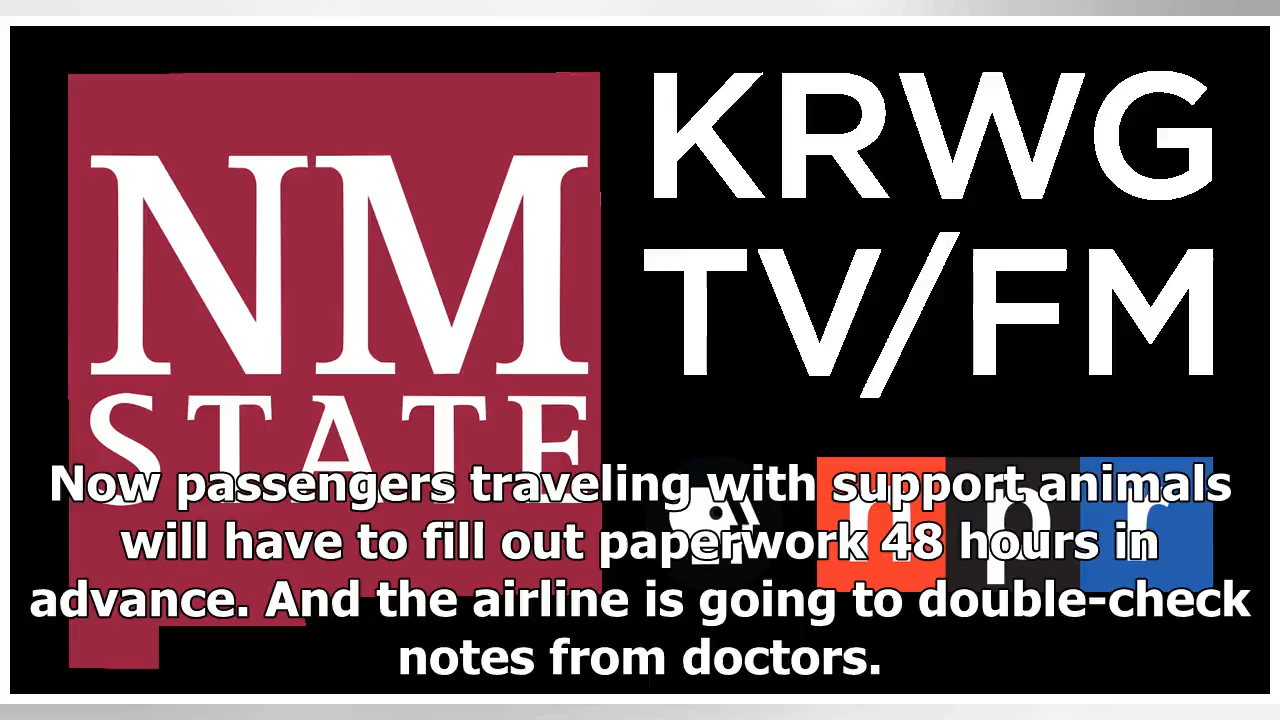 NM
STATE
KRWG
TV/FM
npr
Now passengers traveling with support animals
will have to fill out paperwork 48 hours in
advance. And the airline is going to double-check
notes from doctors.